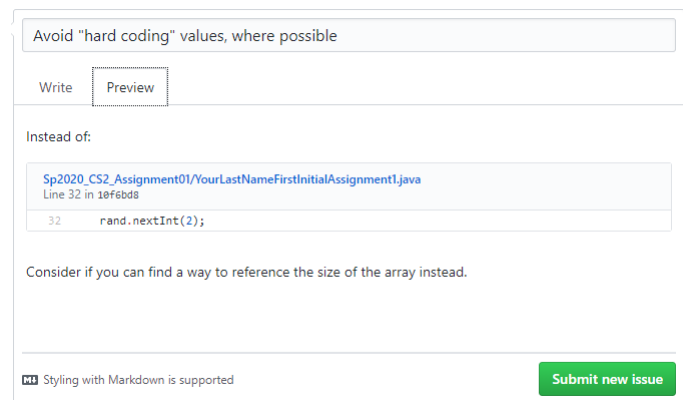 Avoid "hard coding" values, where possible
Write Preview
Instead of:
Sp2020_CS2_Assignment01/YourLastNameFirstInitialAssignment1.java
Line 32 in 10f6bd8
32 rand.nextInt(2);
Consider if you can find a way to reference the size of the array instead.
M↓ Styling with Markdown is supported
Submit new issue